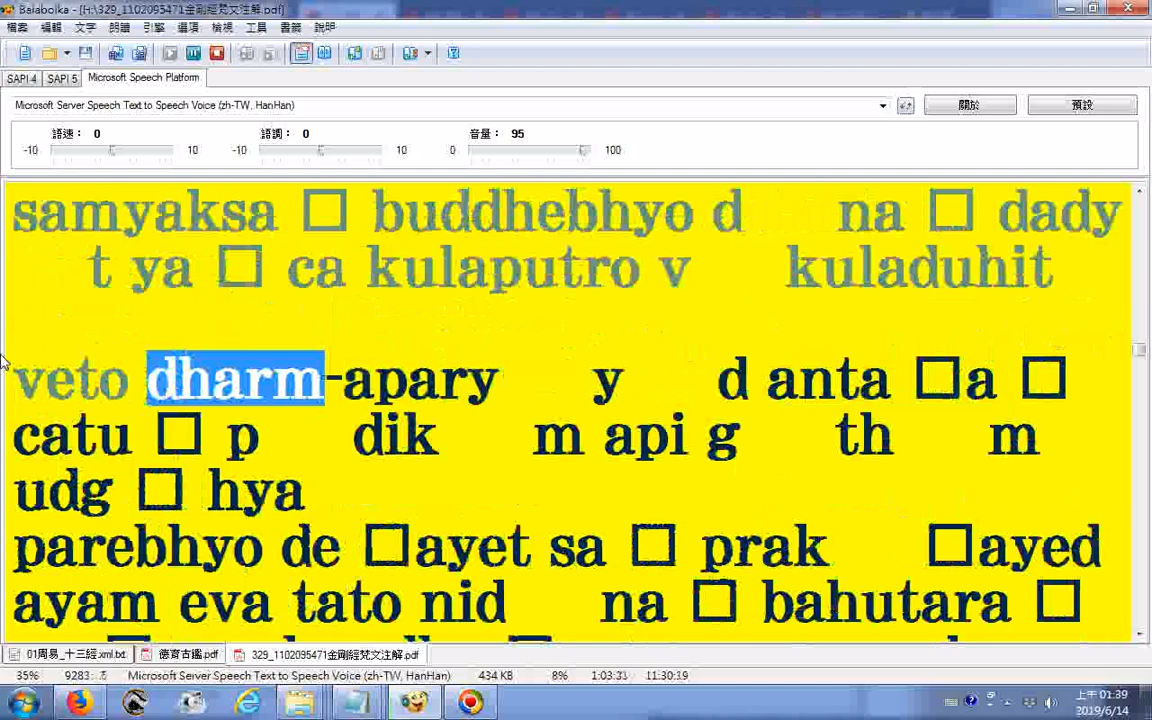 Balabolka - [H:\329_1102095471金剛經梵文注解.pdf]
檔案 編輯 文字 朗讀 引擎 選項 檢視 工具 書籤 說明
SAPI 4 SAPI 5 Microsoft Speech Platform
Microsoft Server Speech Text to Speech Voice (zh-TW, HanHan) 關於 預設
語速： 0 語調： 0 音量： 95
-10 10 -10 10 0 100
samyaksa □ buddhebhyo d na □ dady
t ya □ ca kulaputro v kuladuhit
veto dharm-apary y d anta □a □
catu □ p dik m api g th m
udg □ hya
parebhyo de □ayet sa □ prak □ayed
ayam eva tato nid na □ bahutara □
01周易_十三經.xml.txt 德育古鑑.pdf 329_1102095471金剛經梵文注解.pdf
35% Microsoft Server Speech Text to Speech Voice (zh-TW, HanHan) 434 KB 8% 1:03:31 11:30:19
上午 01:39
2019/6/14